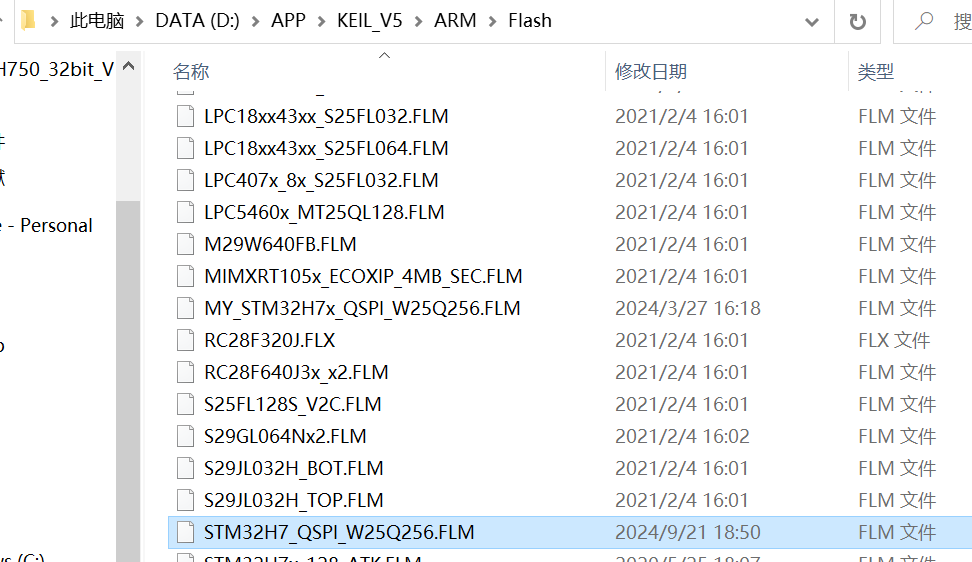 此电脑 > DATA (D:) > APP > KEIL_V5 > ARM > Flash
搜
H750_32bit_V
名称 修改日期 类型
LPC18xx43xx_S25FL032.FLM 2021/2/4 16:01 FLM 文件
LPC18xx43xx_S25FL064.FLM 2021/2/4 16:01 FLM 文件
LPC407x_8x_S25FL032.FLM 2021/2/4 16:01 FLM 文件
LPC5460x_MT25QL128.FLM 2021/2/4 16:01 FLM 文件
e - Personal
M29W640FB.FLM 2021/2/4 16:01 FLM 文件
MIMXRT105x_ECOXIP_4MB_SEC.FLM 2021/2/4 16:01 FLM 文件
MY_STM32H7x_QSPI_W25Q256.FLM 2024/3/27 16:18 FLM 文件
RC28F320J.FLX 2021/2/4 16:01 FLX 文件
RC28F640J3x_x2.FLM 2021/2/4 16:01 FLM 文件
S25FL128S_V2C.FLM 2021/2/4 16:01 FLM 文件
S29GL064Nx2.FLM 2021/2/4 16:02 FLM 文件
S29JL032H_BOT.FLM 2021/2/4 16:01 FLM 文件
S29JL032H_TOP.FLM 2021/2/4 16:01 FLM 文件
STM32H7_QSPI_W25Q256.FLM 2024/9/21 18:50 FLM 文件
ws (C:)
STM32H7x_128_ATK.FLM 2020/5/25 18:07 FLM 文件